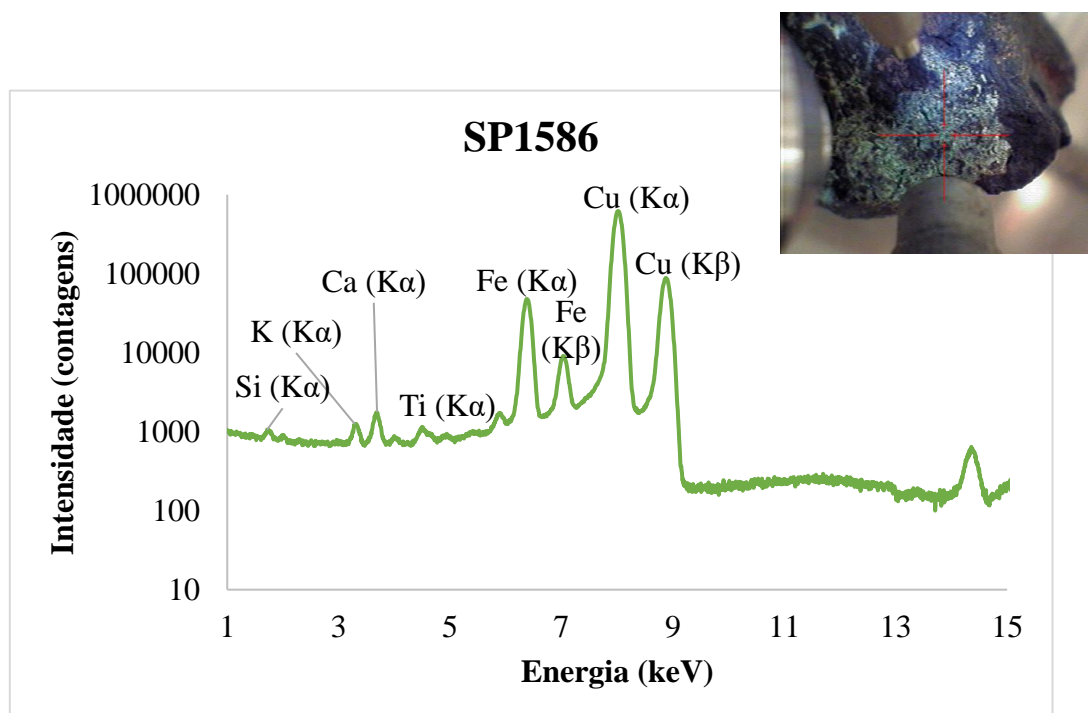 SP1586
Intensidade (contagens)
1000000
100000
10000
1000
100
10
Si (Kα)
K (Kα)
Ca (Kα)
Ti (Kα)
Fe (Kα)
Fe
(Kβ)
Cu (Kα)
Cu (Kβ)
1 3 5 7 9 11 13 15
Energia (keV)